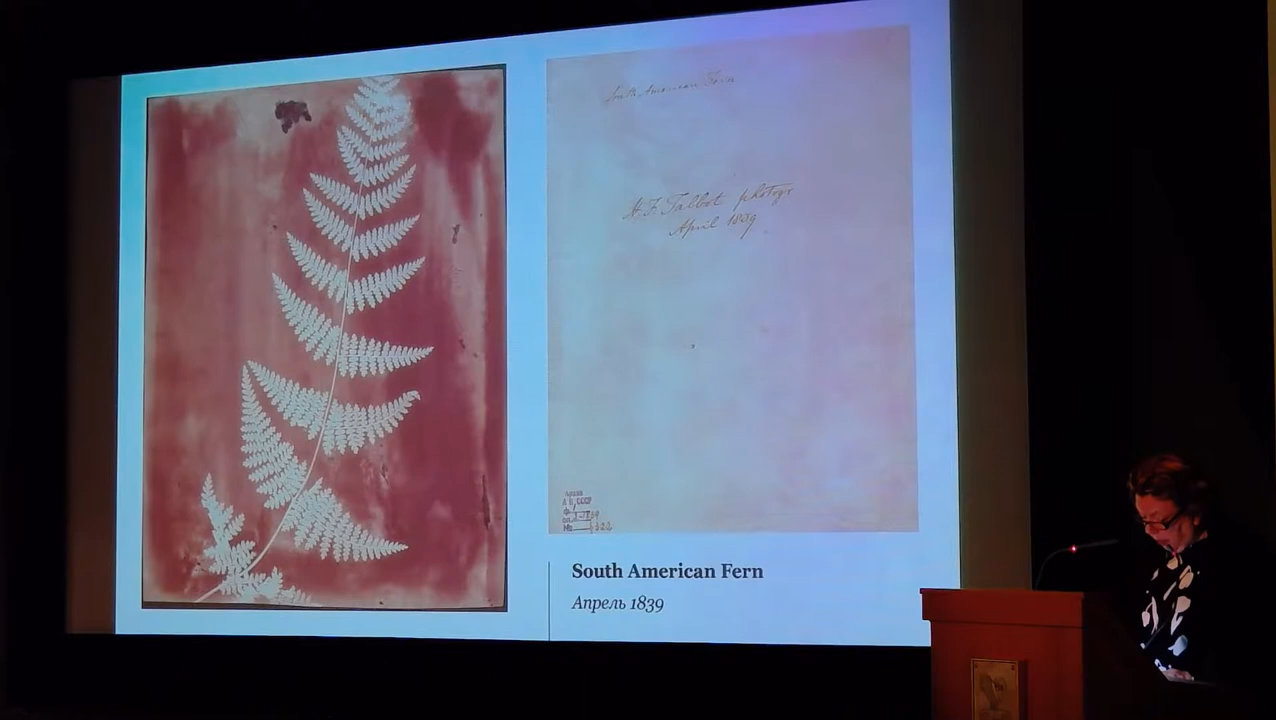 South American Fern
H. F. Talbot photogr
April 1839
South American Fern
Апрель 1839